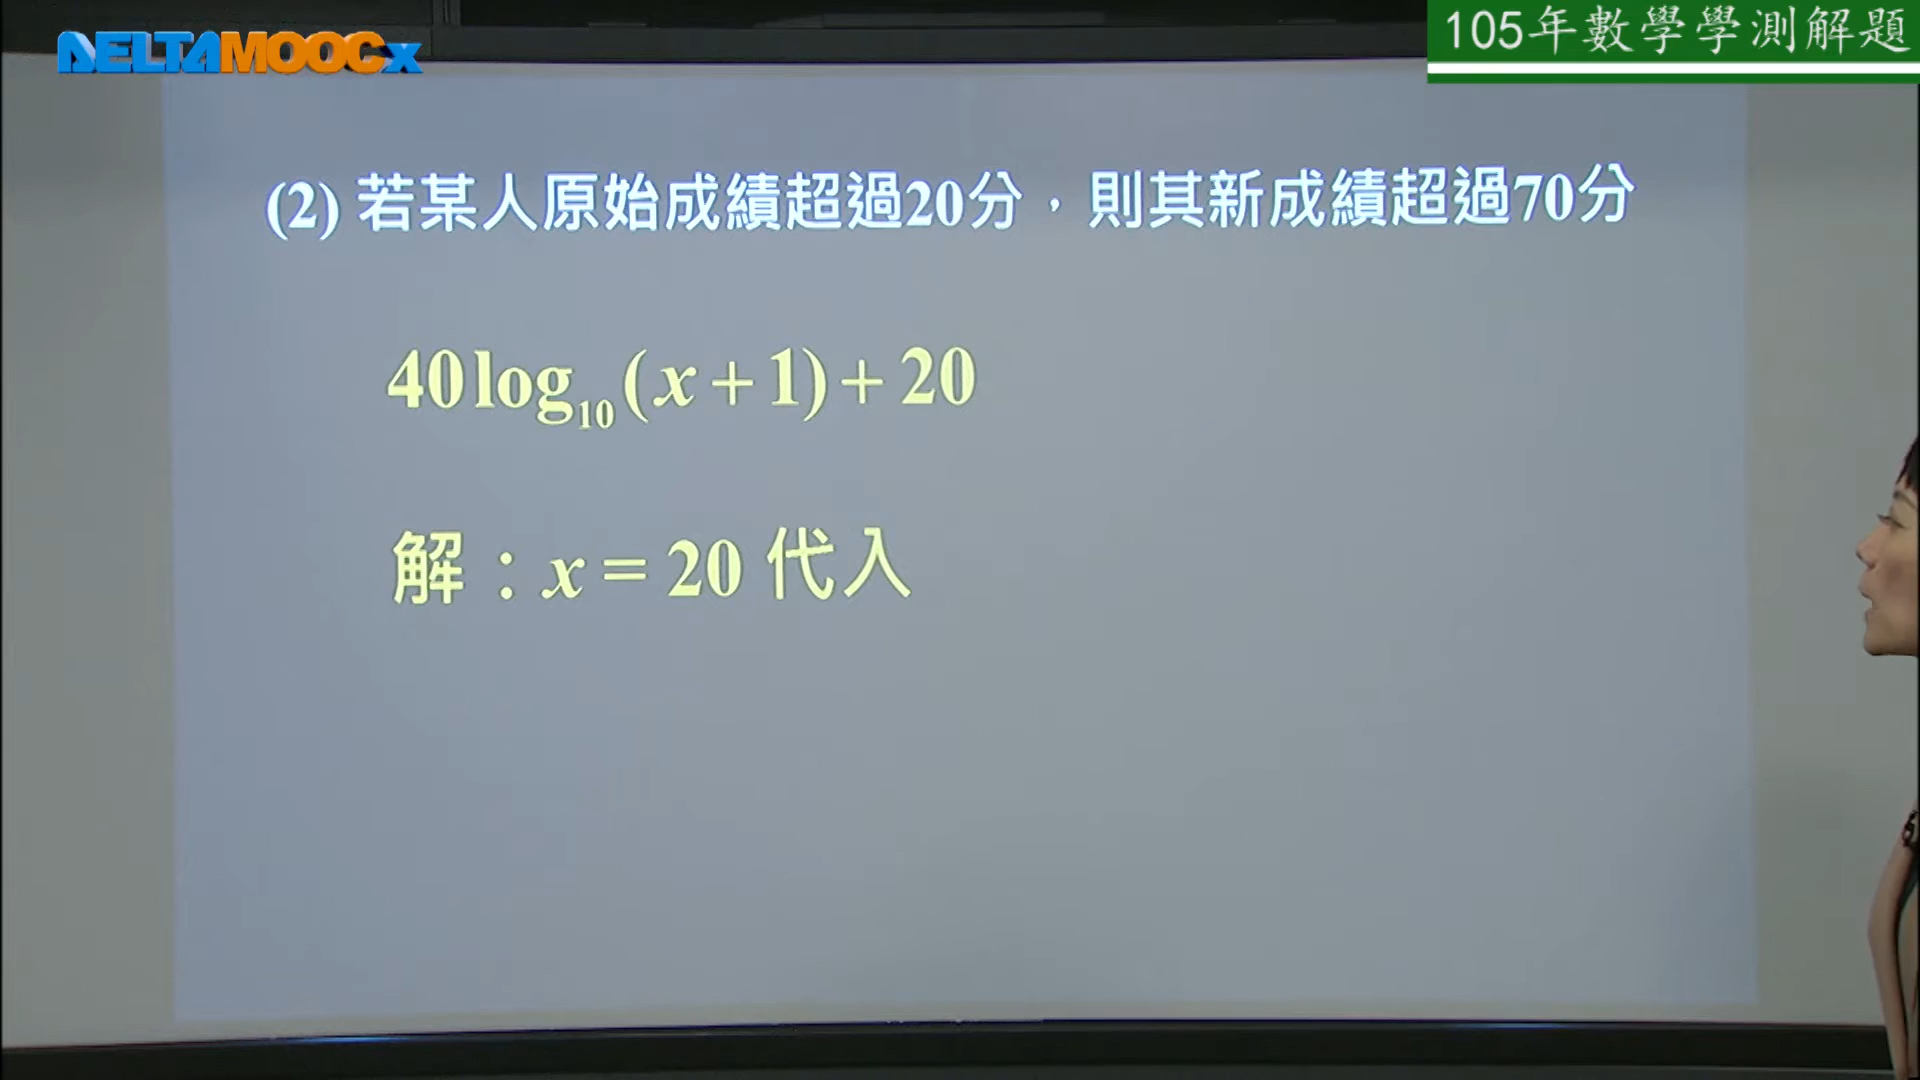 DELTAMOOCx
105年數學學測解題
(2) 若某人原始成績超過20分，則其新成績超過70分
40log₁₀(x+1)+20
解：x = 20 代入